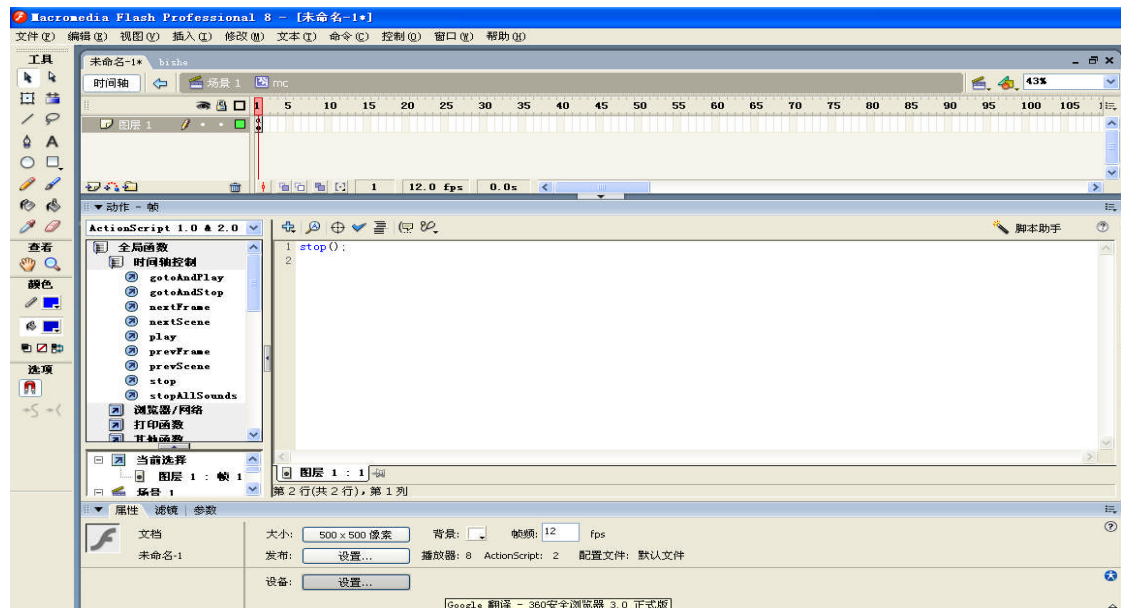 Macromedia Flash Professional 8 - [未命名-1*]
文件(F) 编辑(E) 视图(V) 插入(I) 修改(M) 文本(T) 命令(C) 控制(O) 窗口(W) 帮助(H)
工具
未命名-1* bishe
时间轴 场景 1 mc 43%
1 5 10 15 20 25 30 35 40 45 50 55 60 65 70 75 80 85 90 95 100 105
图层 1
1 12.0 fps 0.0s
▼动作 - 帧
ActionScript 1.0 & 2.0 脚本助手
查看
颜色
选项
全局函数
时间轴控制
gotoAndPlay
gotoAndStop
nextFrame
nextScene
play
prevFrame
prevScene
stop
stopAllSounds
浏览器/网络
打印函数
其他函数
1 stop();
2
当前选择
图层 1 : 帧 1
场景 1
图层 1 : 1
第 2 行(共 2 行), 第 1 列
▼ 属性 滤镜 参数
文档 大小: 500 x 500 像素 背景: 帧频: 12 fps
未命名-1 发布: 设置... 播放器: 8 ActionScript: 2 配置文件: 默认文件
设备: 设置...
Google 翻译 - 360安全浏览器 3.0 正式版